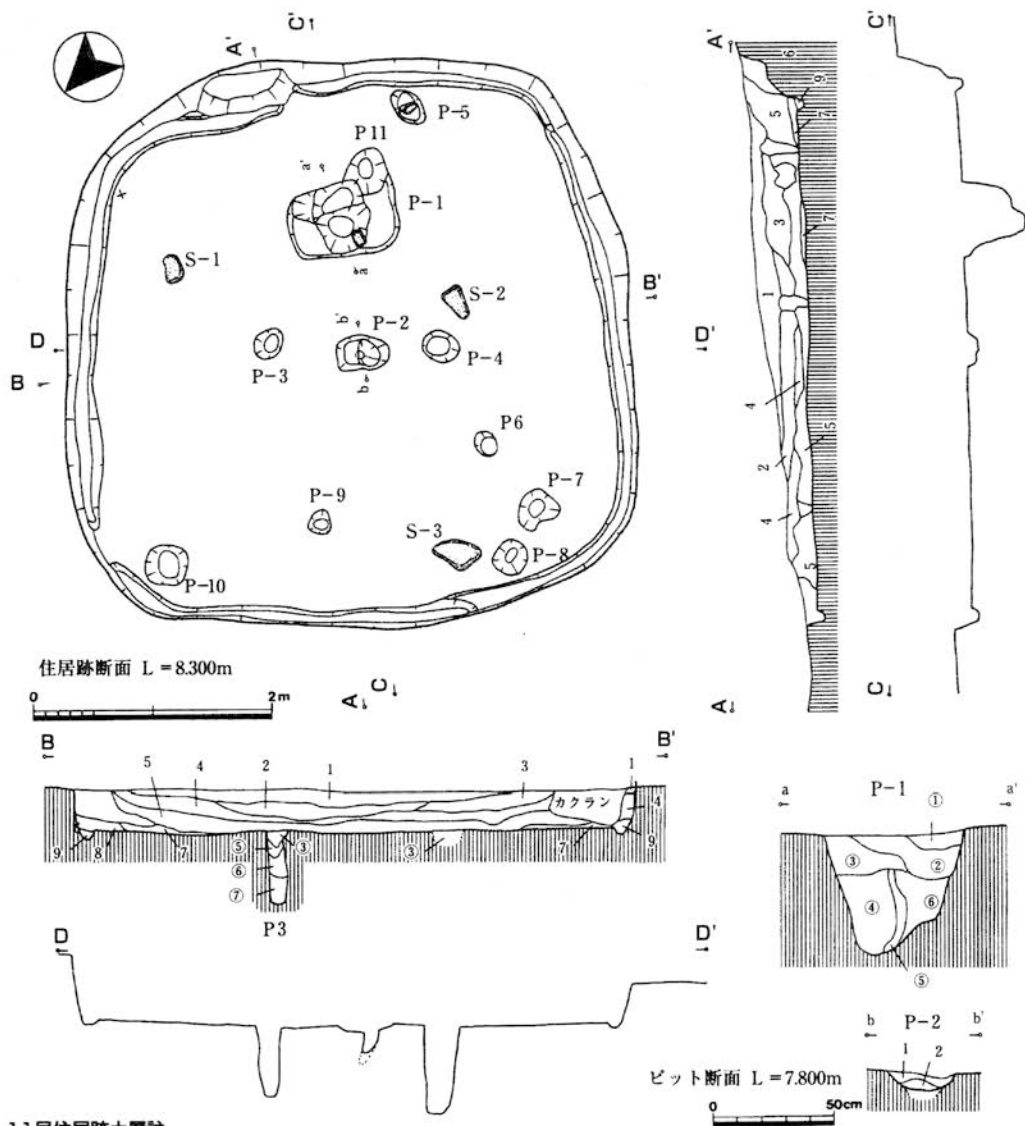 C'
A'
P-5
P11
a'
P-1
a
S-1
S-2
B'
b'
P-2
P-3
P-4
b
D
B
D'
P6
P-7
P-9
S-3
P-8
P-10
住居跡断面 L = 8.300m
0 2m
A C
A'
6
9
5
7
3
7
1
4
5
2
4
5
A
C'
C
B B'
5 4 2 1 3 1
カクラン 4
9 8 7 ⑤ ③ ③ 7 9
⑥
⑦
P3
D D'
P-1
a a'
①
③ ②
④ ⑥
⑤
b P-2 b'
1 2
ピット断面 L = 7.800m
0 50cm